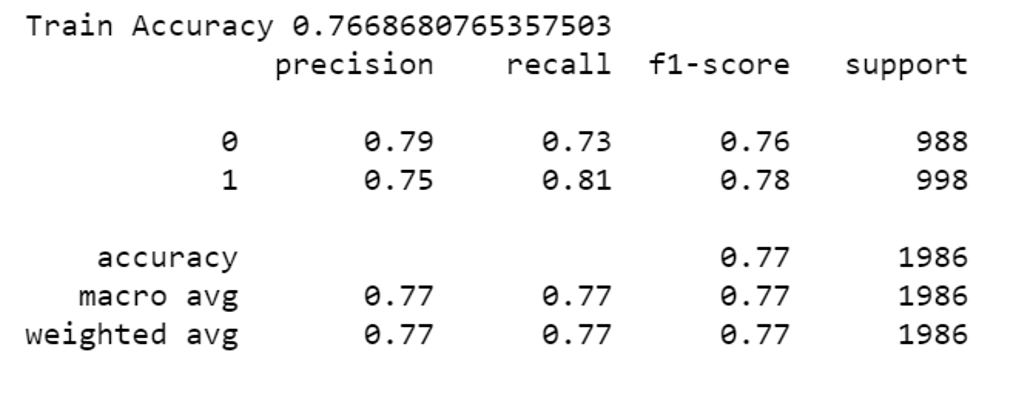 Train Accuracy 0.7668680765357503
precision recall f1-score support
0 0.79 0.73 0.76 988
1 0.75 0.81 0.78 998
accuracy 0.77 1986
macro avg 0.77 0.77 0.77 1986
weighted avg 0.77 0.77 0.77 1986